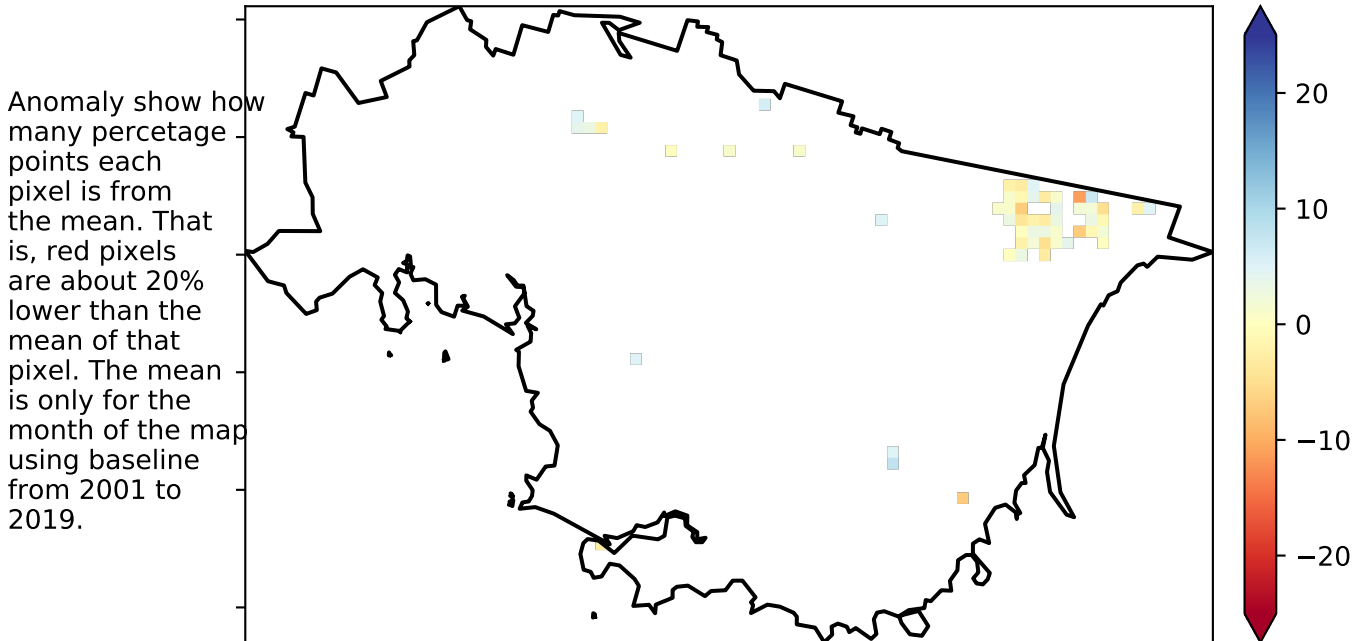 Anomaly show how
many percetage
points each
pixel is from
the mean. That
is, red pixels
are about 20%
lower than the
mean of that
pixel. The mean
is only for the
month of the map
using baseline
from 2001 to
2019.
20
10
0
−10
−20